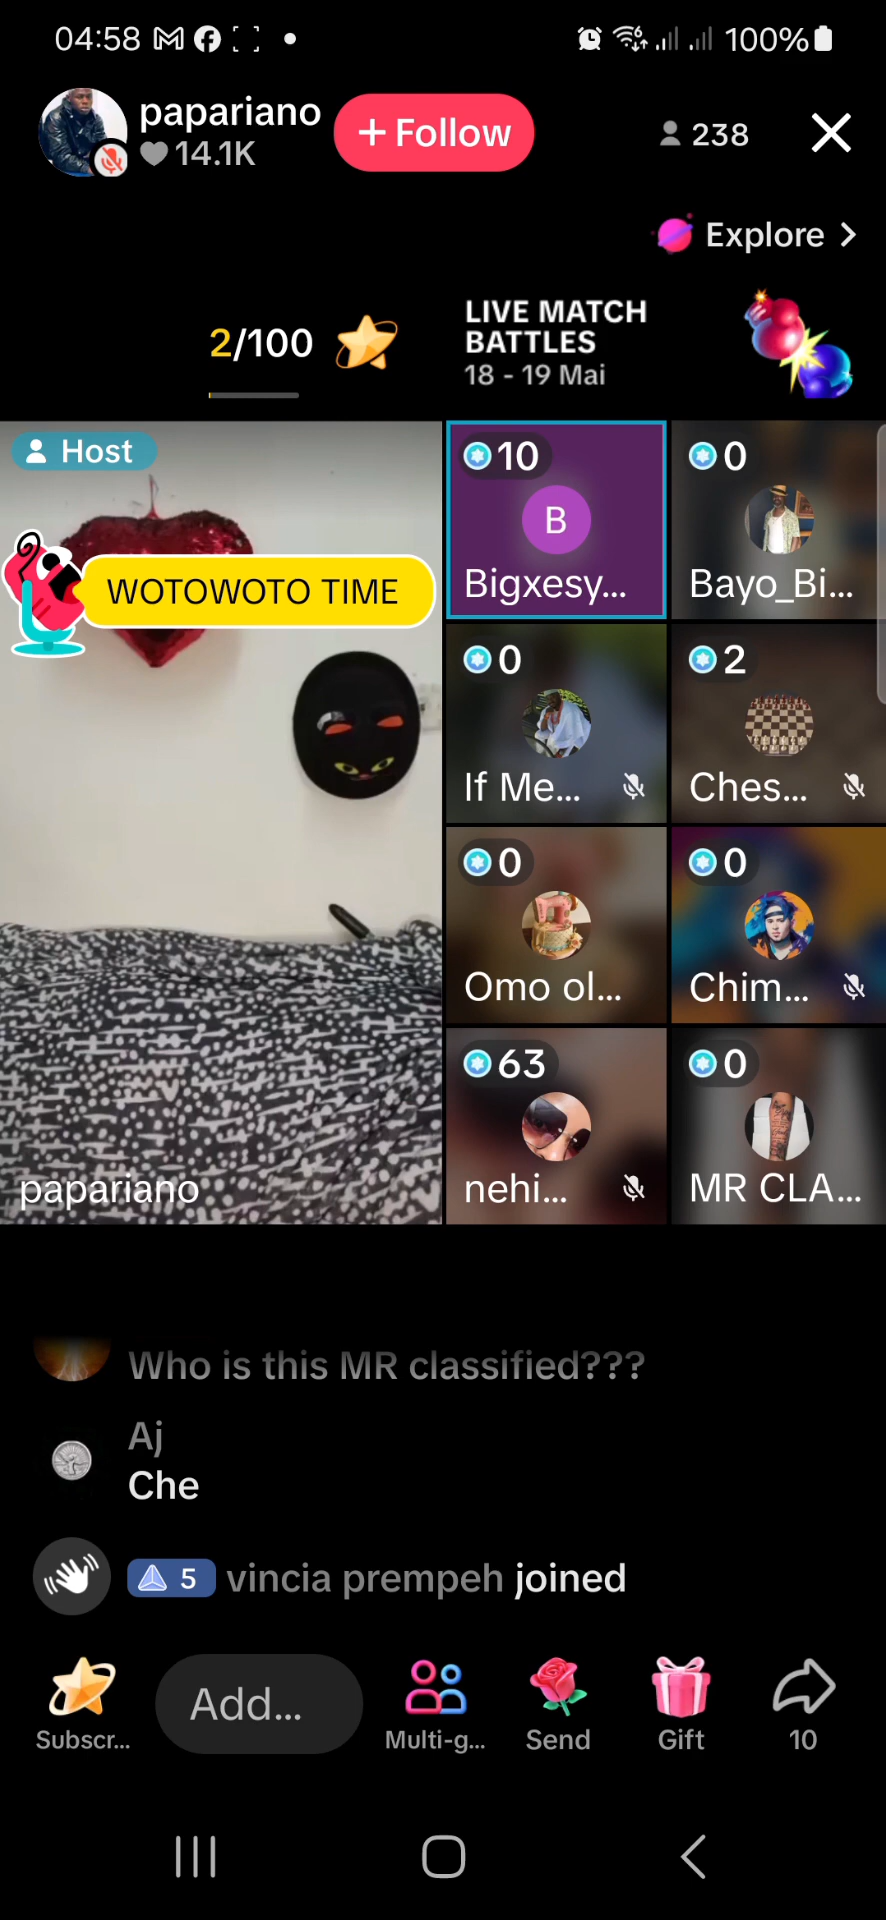 04:58
100%
papariano
14.1K
+ Follow
238
Explore
2/100
LIVE MATCH
BATTLES
18 - 19 Mai
Host
WOTOWOTO TIME
papariano
10
B
Bigxesy...
0
Bayo_Bi...
0
If Me...
2
Ches...
0
Omo ol...
0
Chim...
63
nehi...
0
MR CLA...
Who is this MR classified???
Aj
Che
5 vincia prempeh joined
Subscr...
Add...
Multi-g...
Send
Gift
10